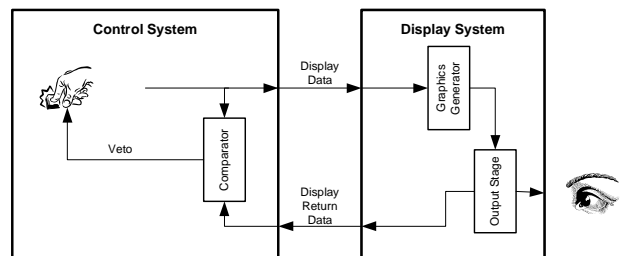 Control System
Display System
Display
Data
Graphics
Generator
Veto
Comparator
Output Stage
Display
Return
Data